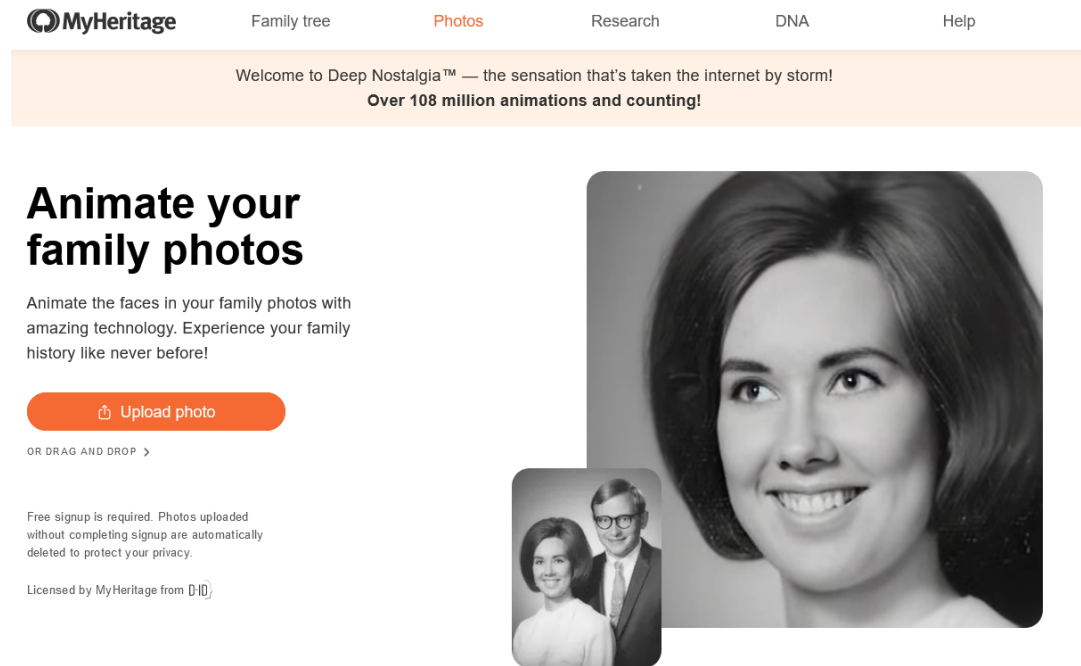 MyHeritage
Family tree
Photos
Research
DNA
Help
Welcome to Deep Nostalgia™ — the sensation that's taken the internet by storm!
Over 108 million animations and counting!
Animate your
family photos
Animate the faces in your family photos with
amazing technology. Experience your family
history like never before!
Upload photo
OR DRAG AND DROP
Free signup is required. Photos uploaded
without completing signup are automatically
deleted to protect your privacy.
Licensed by MyHeritage from D-ID